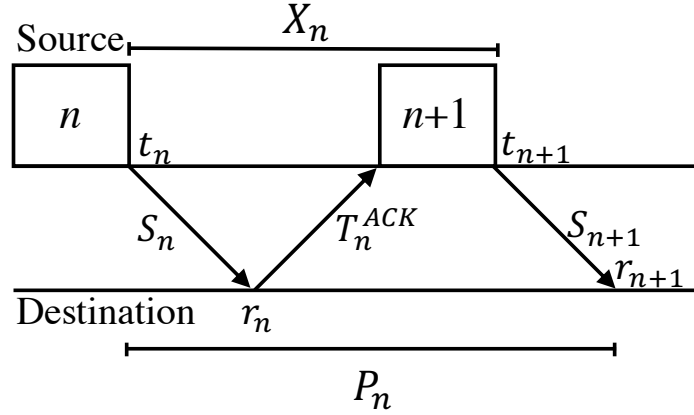 Source
X_n
n
n+1
t_n
t_{n+1}
S_n
T_n^{ACK}
S_{n+1}
r_{n+1}
Destination
r_n
P_n